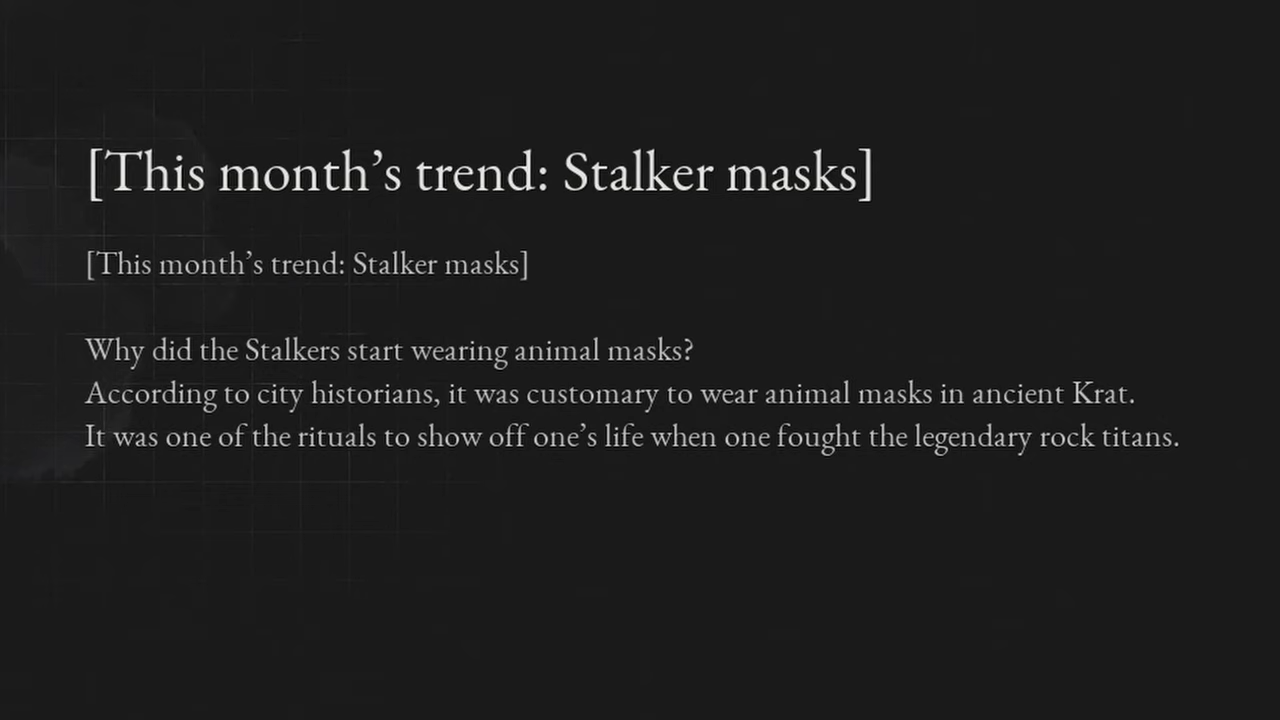 [This month’s trend: Stalker masks]
[This month’s trend: Stalker masks]
Why did the Stalkers start wearing animal masks?
According to city historians, it was customary to wear animal masks in ancient Krat.
It was one of the rituals to show off one’s life when one fought the legendary rock titans.